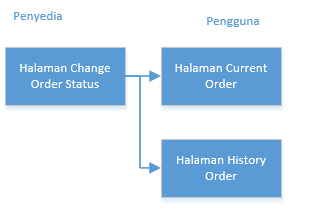 Penyedia
Pengguna
Halaman Change
Order Status
Halaman Current
Order
Halaman History
Order